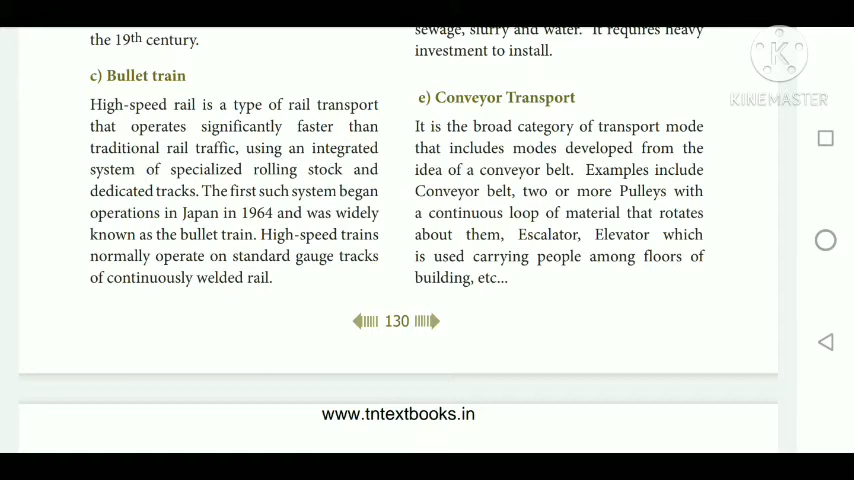 the 19th century.
c) Bullet train
High-speed rail is a type of rail transport
that operates significantly faster than
traditional rail traffic, using an integrated
system of specialized rolling stock and
dedicated tracks. The first such system began
operations in Japan in 1964 and was widely
known as the bullet train. High-speed trains
normally operate on standard gauge tracks
of continuously welded rail.
sewage, slurry and water. It requires heavy
investment to install.
e) Conveyor Transport
It is the broad category of transport mode
that includes modes developed from the
idea of a conveyor belt. Examples include
Conveyor belt, two or more Pulleys with
a continuous loop of material that rotates
about them, Escalator, Elevator which
is used carrying people among floors of
building, etc...
130
www.tntextbooks.in
K
KINEMASTER